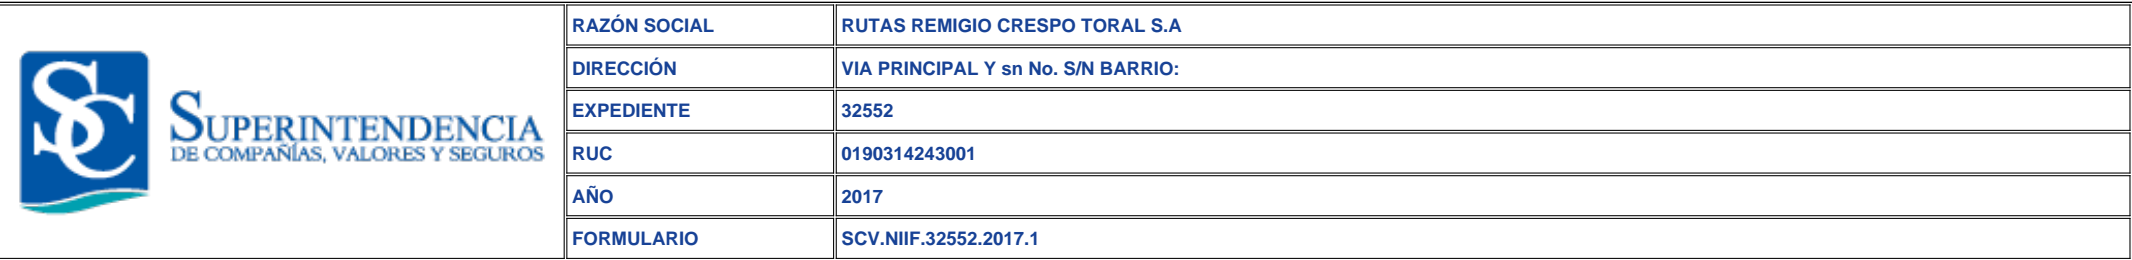 SC
SUPERINTENDENCIA
DE COMPAÑÍAS, VALORES Y SEGUROS
RAZÓN SOCIAL RUTAS REMIGIO CRESPO TORAL S.A
DIRECCIÓN VIA PRINCIPAL Y sn No. S/N BARRIO:
EXPEDIENTE 32552
RUC 0190314243001
AÑO 2017
FORMULARIO SCV.NIIF.32552.2017.1